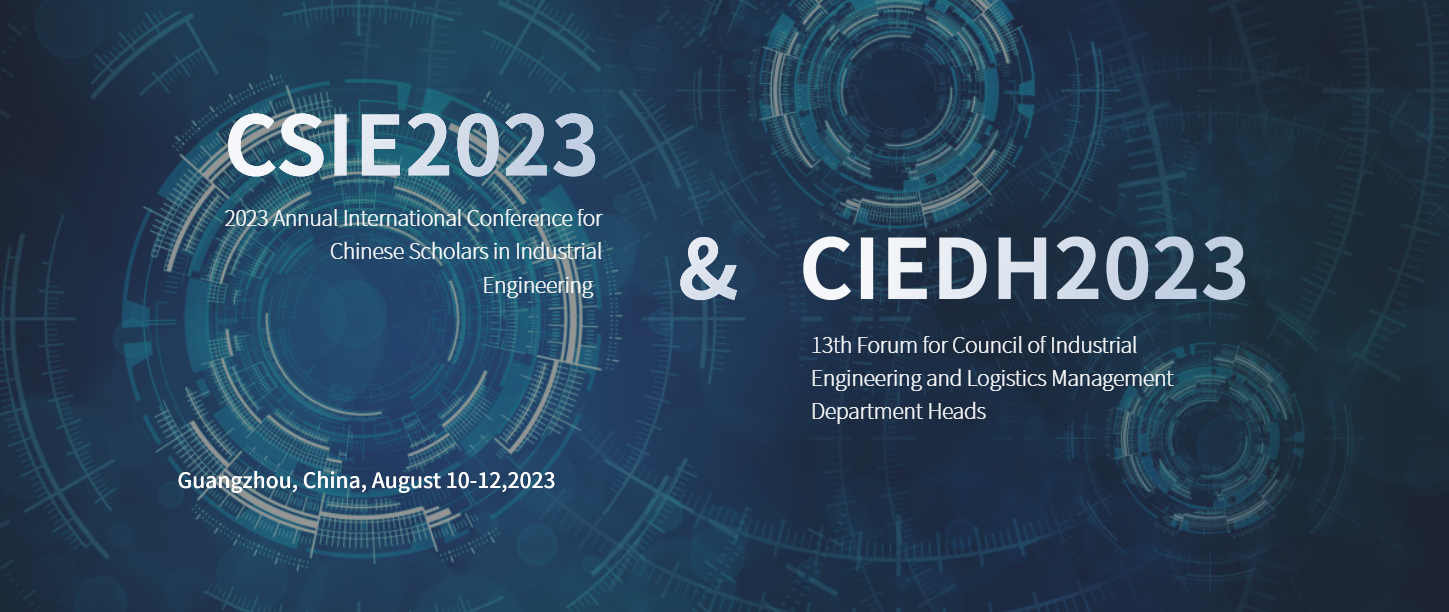 CSIE2023
2023 Annual International Conference for
Chinese Scholars in Industrial
Engineering
& CIEDH2023
13th Forum for Council of Industrial
Engineering and Logistics Management
Department Heads
Guangzhou, China, August 10-12,2023